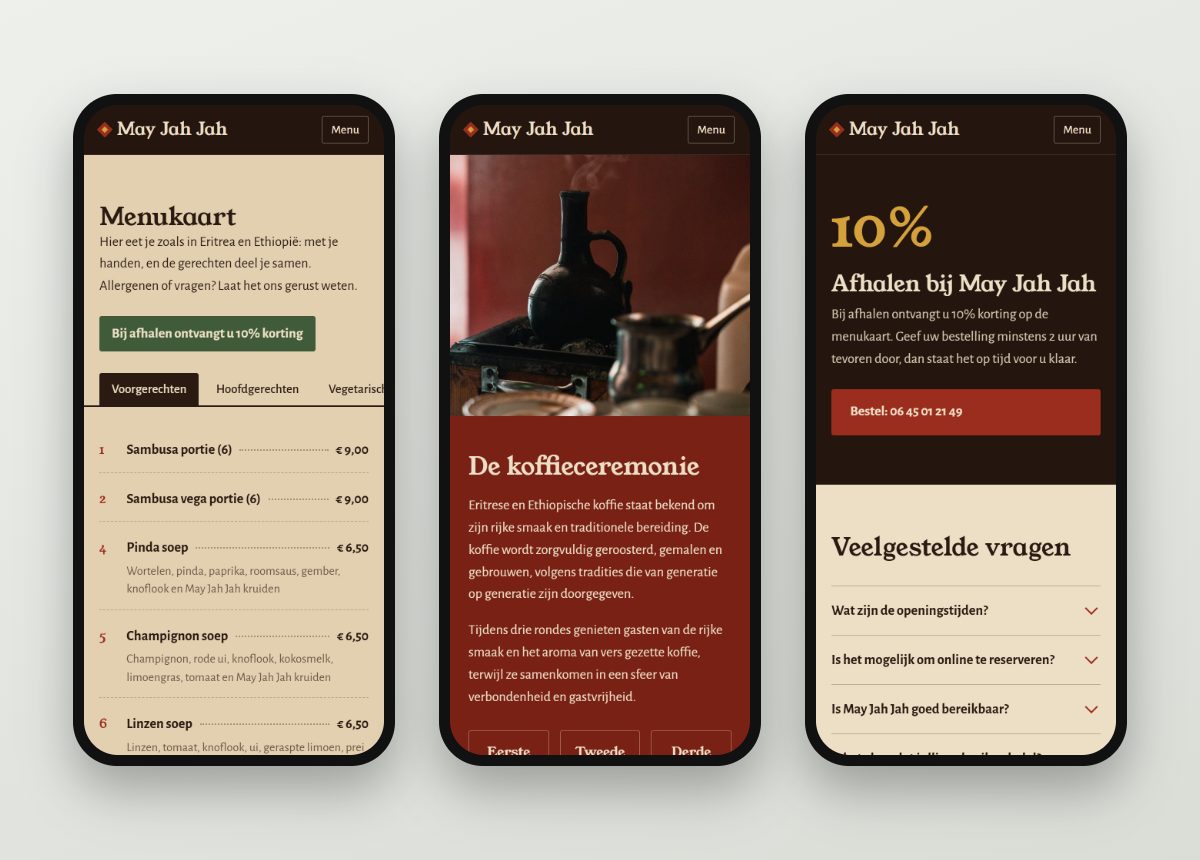 May Jah Jah
Menu
Menukaart
Hier eet je zoals in Eritrea en Ethiopië: met je
handen, en de gerechten deel je samen.
Allergenen of vragen? Laat het ons gerust weten.
Bij afhalen ontvangt u 10% korting
Voorgerechten Hoofdgerechten Vegetarisch
1 Sambusa portie (6) € 9,00
2 Sambusa vega portie (6) € 9,00
4 Pinda soep € 6,50
Wortelen, pinda, paprika, roomsaus, gember,
knoflook en May Jah Jah kruiden
5 Champignon soep € 6,50
Champignon, rode ui, knoflook, kokosmelk,
limoengras, tomaat en May Jah Jah kruiden
6 Linzen soep € 6,50
Linzen, tomaat, knoflook, ui, geraspte limoen, prei
May Jah Jah
Menu
De koffieceremonie
Eritrese en Ethiopische koffie staat bekend om
zijn rijke smaak en traditionele bereiding. De
koffie wordt zorgvuldig geroosterd, gemalen en
gebrouwen, volgens tradities die van generatie
op generatie zijn doorgegeven.
Tijdens drie rondes genieten gasten van de rijke
smaak en het aroma van vers gezette koffie,
terwijl ze samenkomen in een sfeer van
verbondenheid en gastvrijheid.
Eerste Tweede Derde
May Jah Jah
Menu
10%
Afhalen bij May Jah Jah
Bij afhalen ontvangt u 10% korting op de
menukaart. Geef uw bestelling minstens 2 uur van
tevoren door, dan staat het op tijd voor u klaar.
Bestel: 06 45 01 21 49
Veelgestelde vragen
Wat zijn de openingstijden?
Is het mogelijk om online te reserveren?
Is May Jah Jah goed bereikbaar?